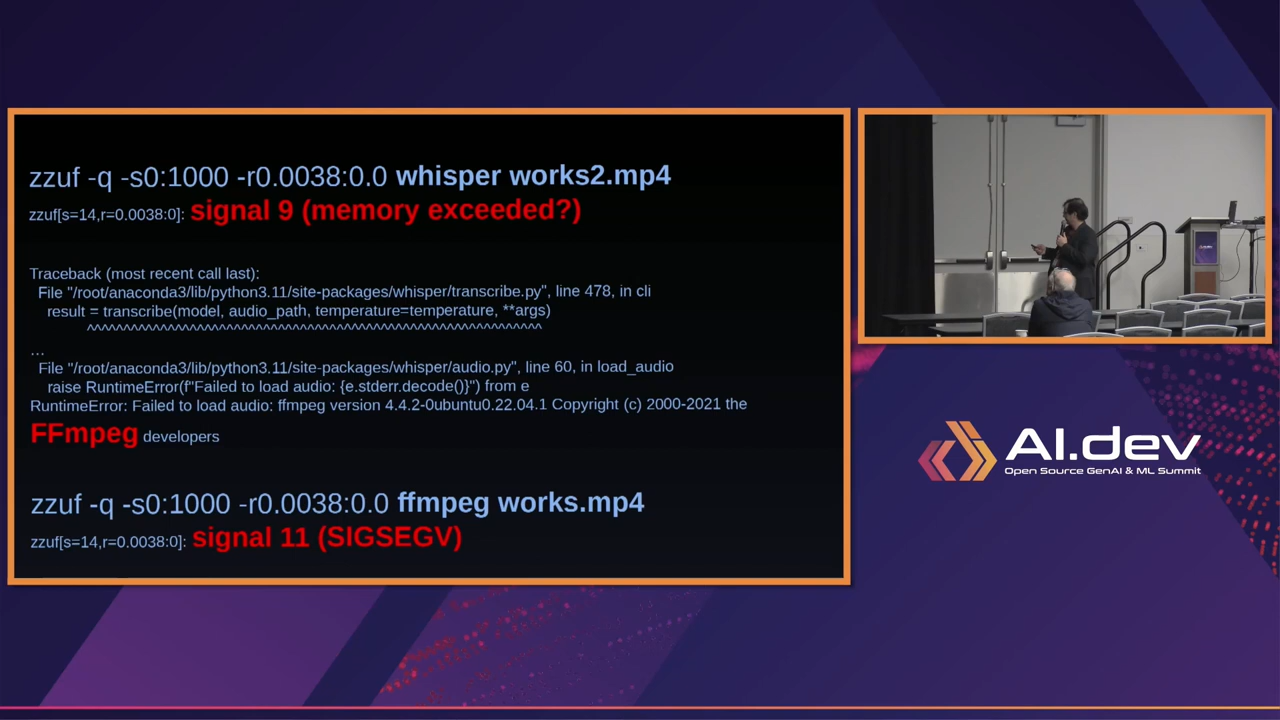 zzuf -q -s0:1000 -r0.0038:0.0 whisper works2.mp4
zzuf[s=14,r=0.0038:0]: signal 9 (memory exceeded?)
Traceback (most recent call last):
File "/root/anaconda3/lib/python3.11/site-packages/whisper/transcribe.py", line 478, in cli
result = transcribe(model, audio_path, temperature=temperature, **args)
^^^^^^^^^^^^^^^^^^^^^^^^^^^^^^^^^^^^^^^^^^^^^^^^^^^^^^^^^^^^^^
...
File "/root/anaconda3/lib/python3.11/site-packages/whisper/audio.py", line 60, in load_audio
raise RuntimeError(f"Failed to load audio: {e.stderr.decode()}") from e
RuntimeError: Failed to load audio: ffmpeg version 4.4.2-0ubuntu0.22.04.1 Copyright (c) 2000-2021 the
FFmpeg developers
zzuf -q -s0:1000 -r0.0038:0.0 ffmpeg works.mp4
zzuf[s=14,r=0.0038:0]: signal 11 (SIGSEGV)
AI.dev
Open Source GenAI & ML Summit